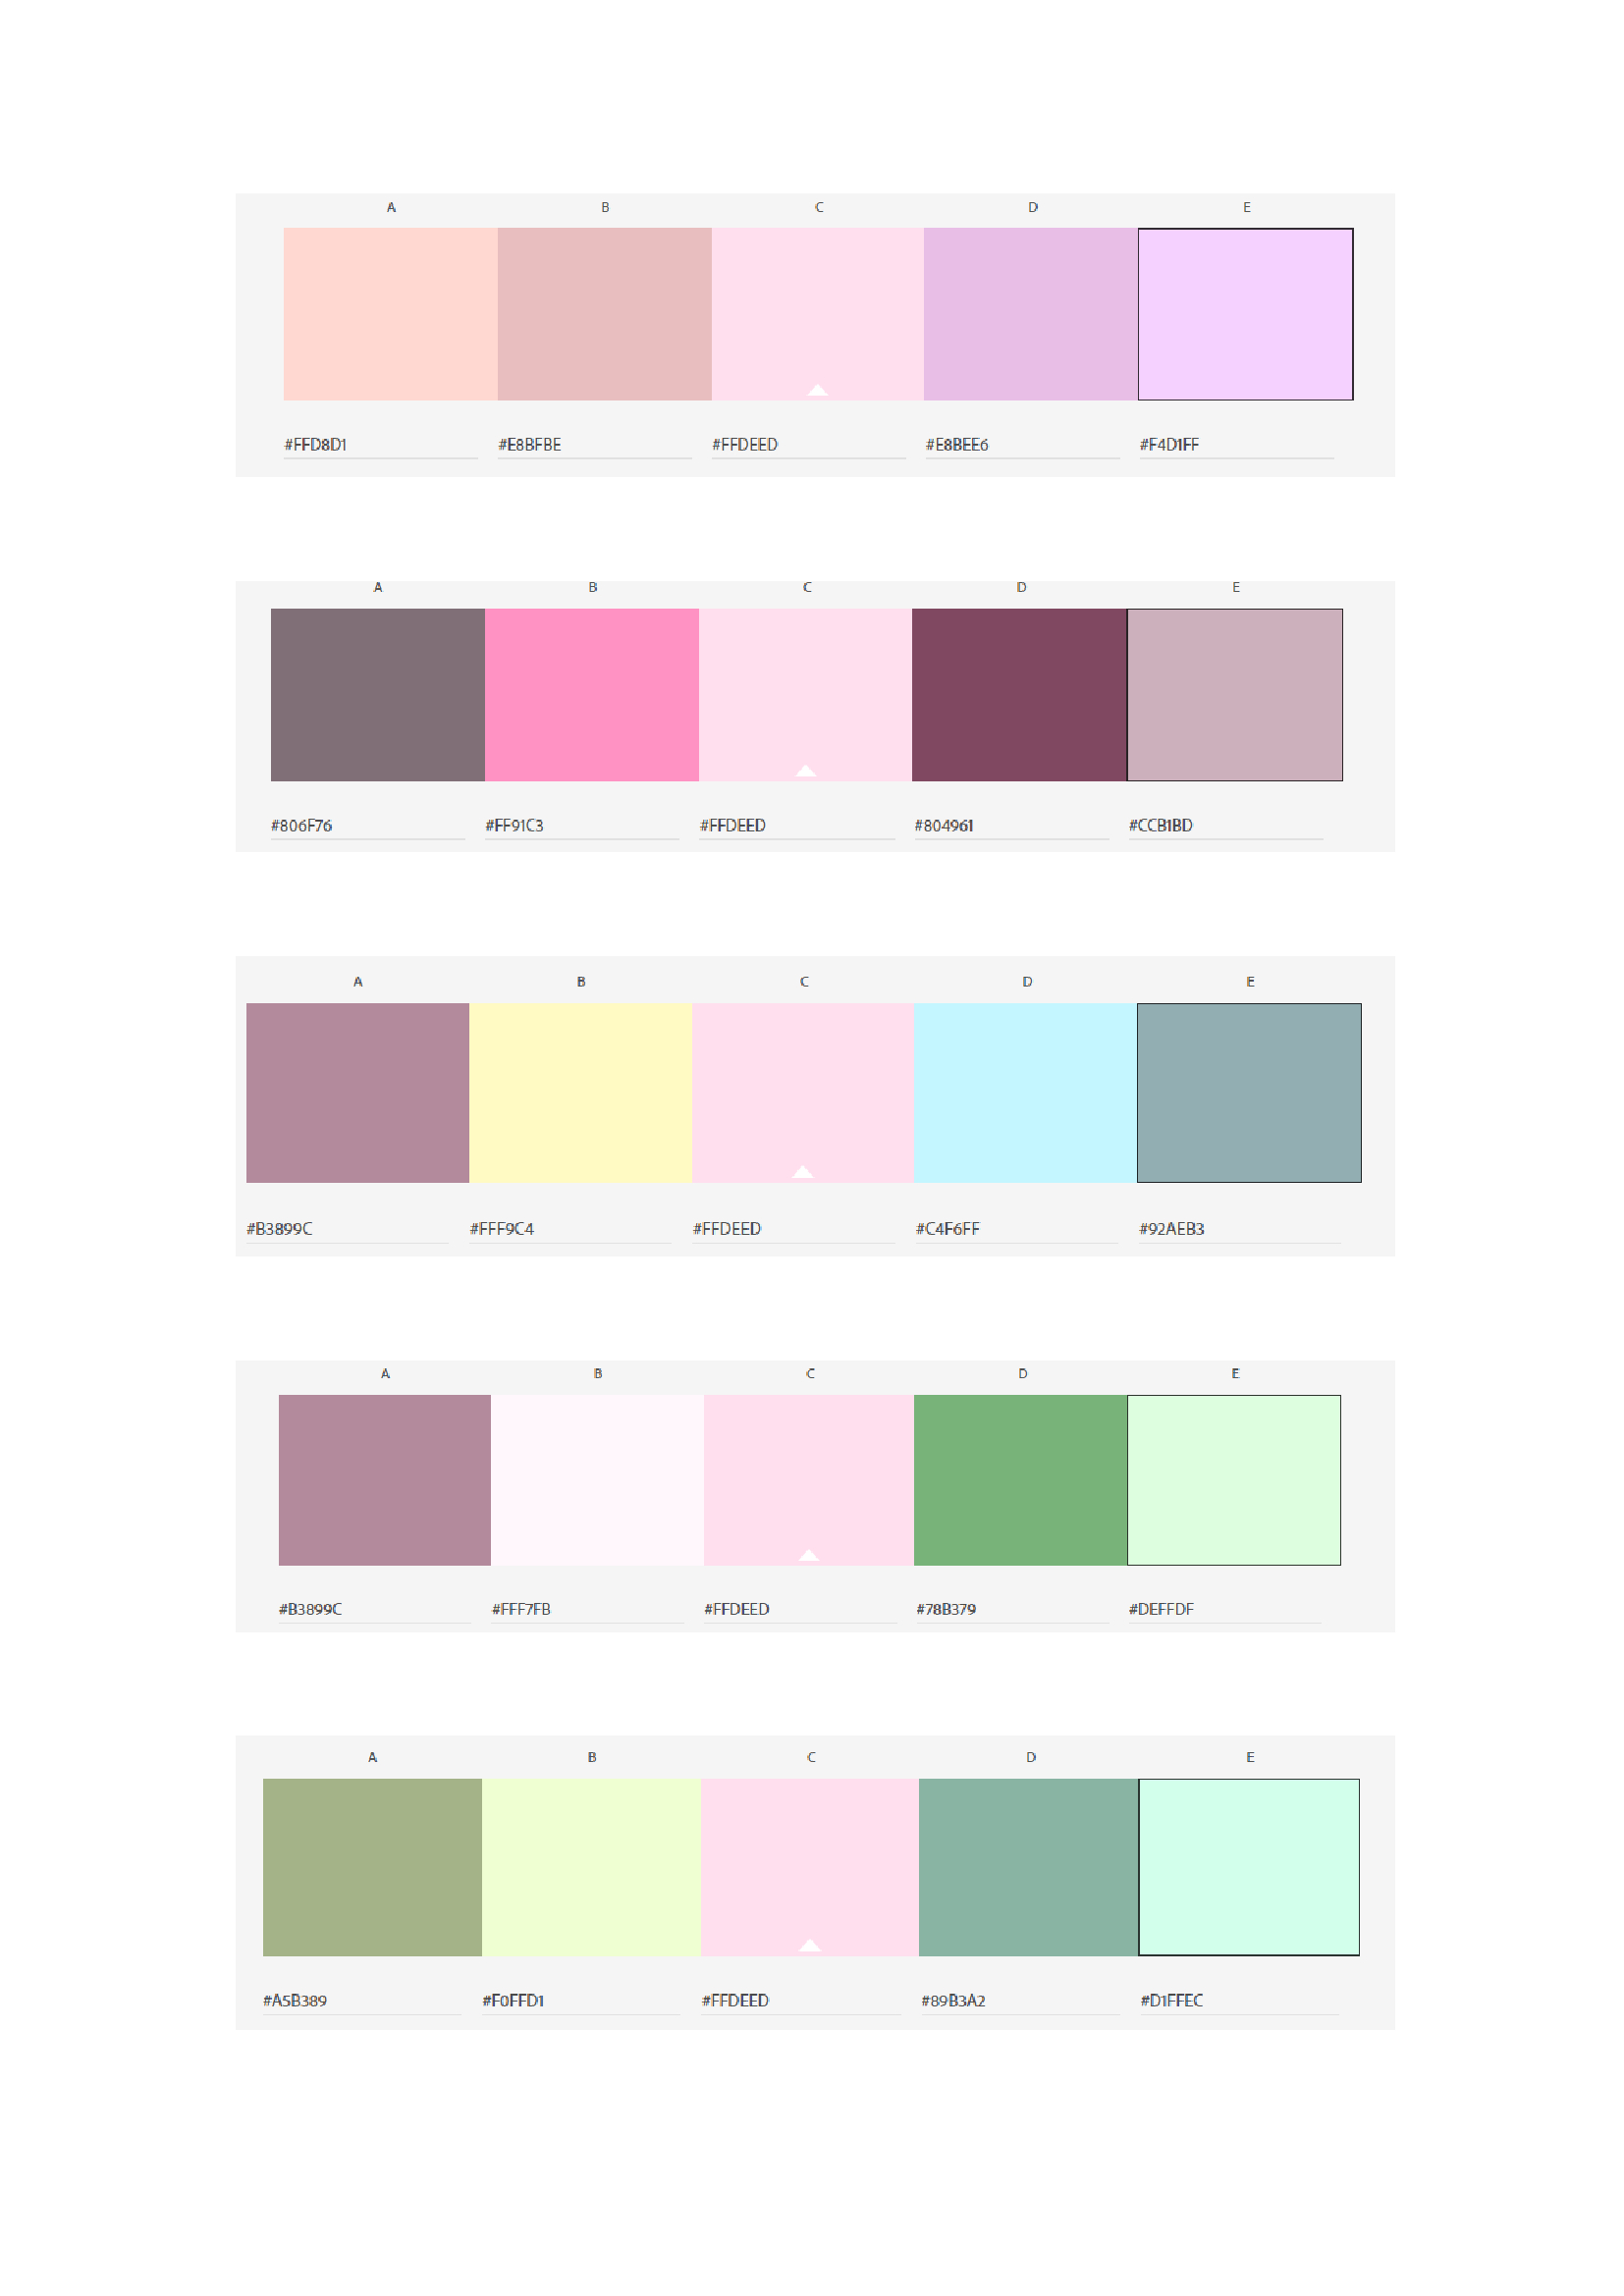 A B C D E
#FFD8D1 #E8BFBE #FFDEED #E8BEE6 #F4D1FF
A B C D E
#806F76 #FF91C3 #FFDEED #804961 #CCB1BD
A B C D E
#B3899C #FFF9C4 #FFDEED #C4F6FF #92AEB3
A B C D E
#B3899C #FFF7FB #FFDEED #78B379 #DEFFDF
A B C D E
#A5B389 #F0FFD1 #FFDEED #89B3A2 #D1FFEC